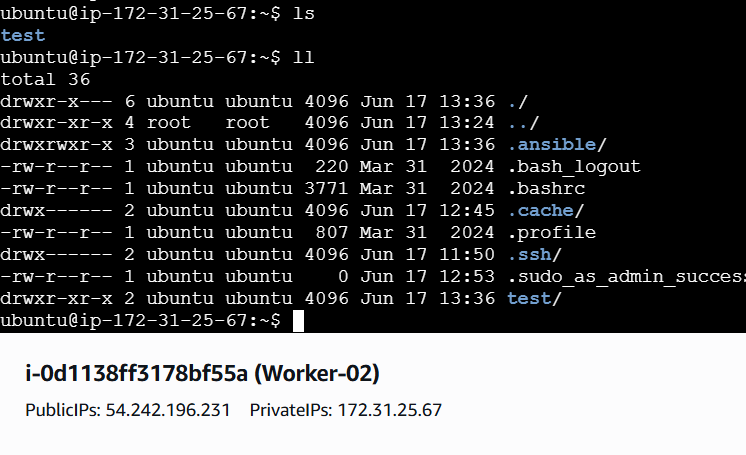 ubuntu@ip-172-31-25-67:~$ ls
test
ubuntu@ip-172-31-25-67:~$ ll
total 36
drwxr-x--- 6 ubuntu ubuntu 4096 Jun 17 13:36 ./
drwxr-xr-x 4 root   root   4096 Jun 17 13:24 ../
drwxrwxr-x 3 ubuntu ubuntu 4096 Jun 17 13:36 .ansible/
-rw-r--r-- 1 ubuntu ubuntu  220 Mar 31  2024 .bash_logout
-rw-r--r-- 1 ubuntu ubuntu 3771 Mar 31  2024 .bashrc
drwx------ 2 ubuntu ubuntu 4096 Jun 17 12:45 .cache/
-rw-r--r-- 1 ubuntu ubuntu  807 Mar 31  2024 .profile
drwx------ 2 ubuntu ubuntu 4096 Jun 17 11:50 .ssh/
-rw-r--r-- 1 ubuntu ubuntu    0 Jun 17 12:53 .sudo_as_admin_success
drwxr-xr-x 2 ubuntu ubuntu 4096 Jun 17 13:36 test/
ubuntu@ip-172-31-25-67:~$
i-0d1138ff3178bf55a (Worker-02)
PublicIPs: 54.242.196.231 PrivateIPs: 172.31.25.67